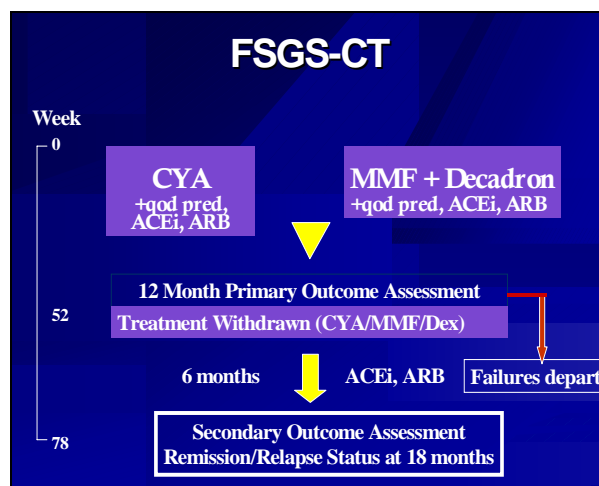 FSGS-CT
Week
0
CYA
+qod pred,
ACEi, ARB
MMF + Decadron
+qod pred, ACEi, ARB
12 Month Primary Outcome Assessment
52
Treatment Withdrawn (CYA/MMF/Dex)
6 months
ACEi, ARB
Failures depart
Secondary Outcome Assessment
Remission/Relapse Status at 18 months
78